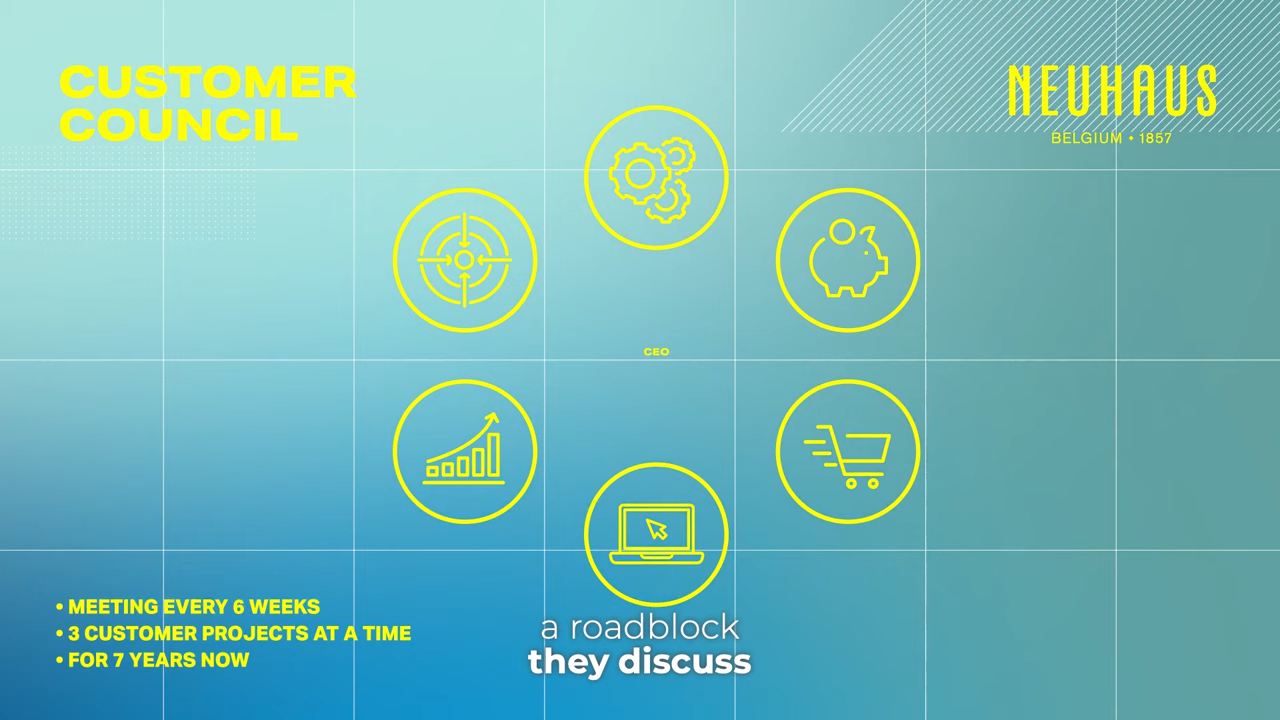 CUSTOMER
COUNCIL
NEUHAUS
BELGIUM • 1857
CEO
• MEETING EVERY 6 WEEKS
• 3 CUSTOMER PROJECTS AT A TIME
• FOR 7 YEARS NOW
a roadblock
they discuss